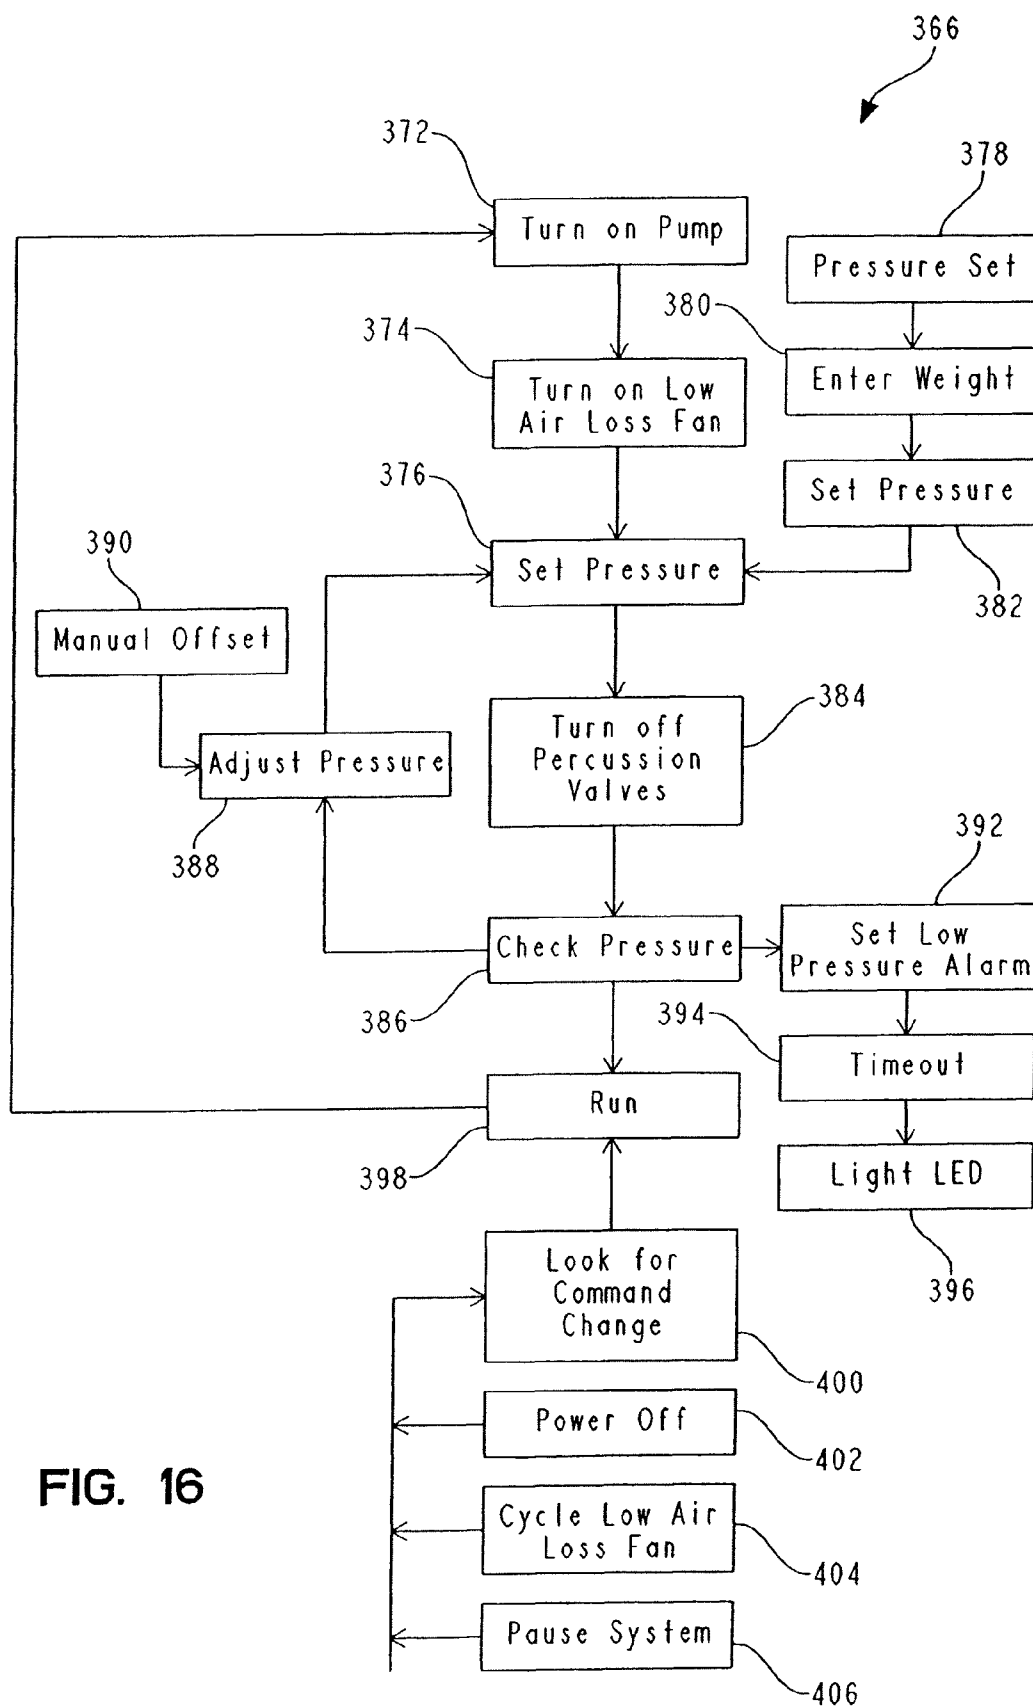 366
372
378
Turn on Pump
Pressure Set
380
374
Enter Weight
Turn on Low
Air Loss Fan
376
Set Pressure
390
Set Pressure
382
Manual Offset
384
Turn off
Percussion
Valves
Adjust Pressure
388
392
Check Pressure
Set Low
Pressure Alarm
386
394
Timeout
Run
398
Light LED
396
Look for
Command
Change
400
Power Off
402
FIG. 16
Cycle Low Air
Loss Fan
404
Pause System
406